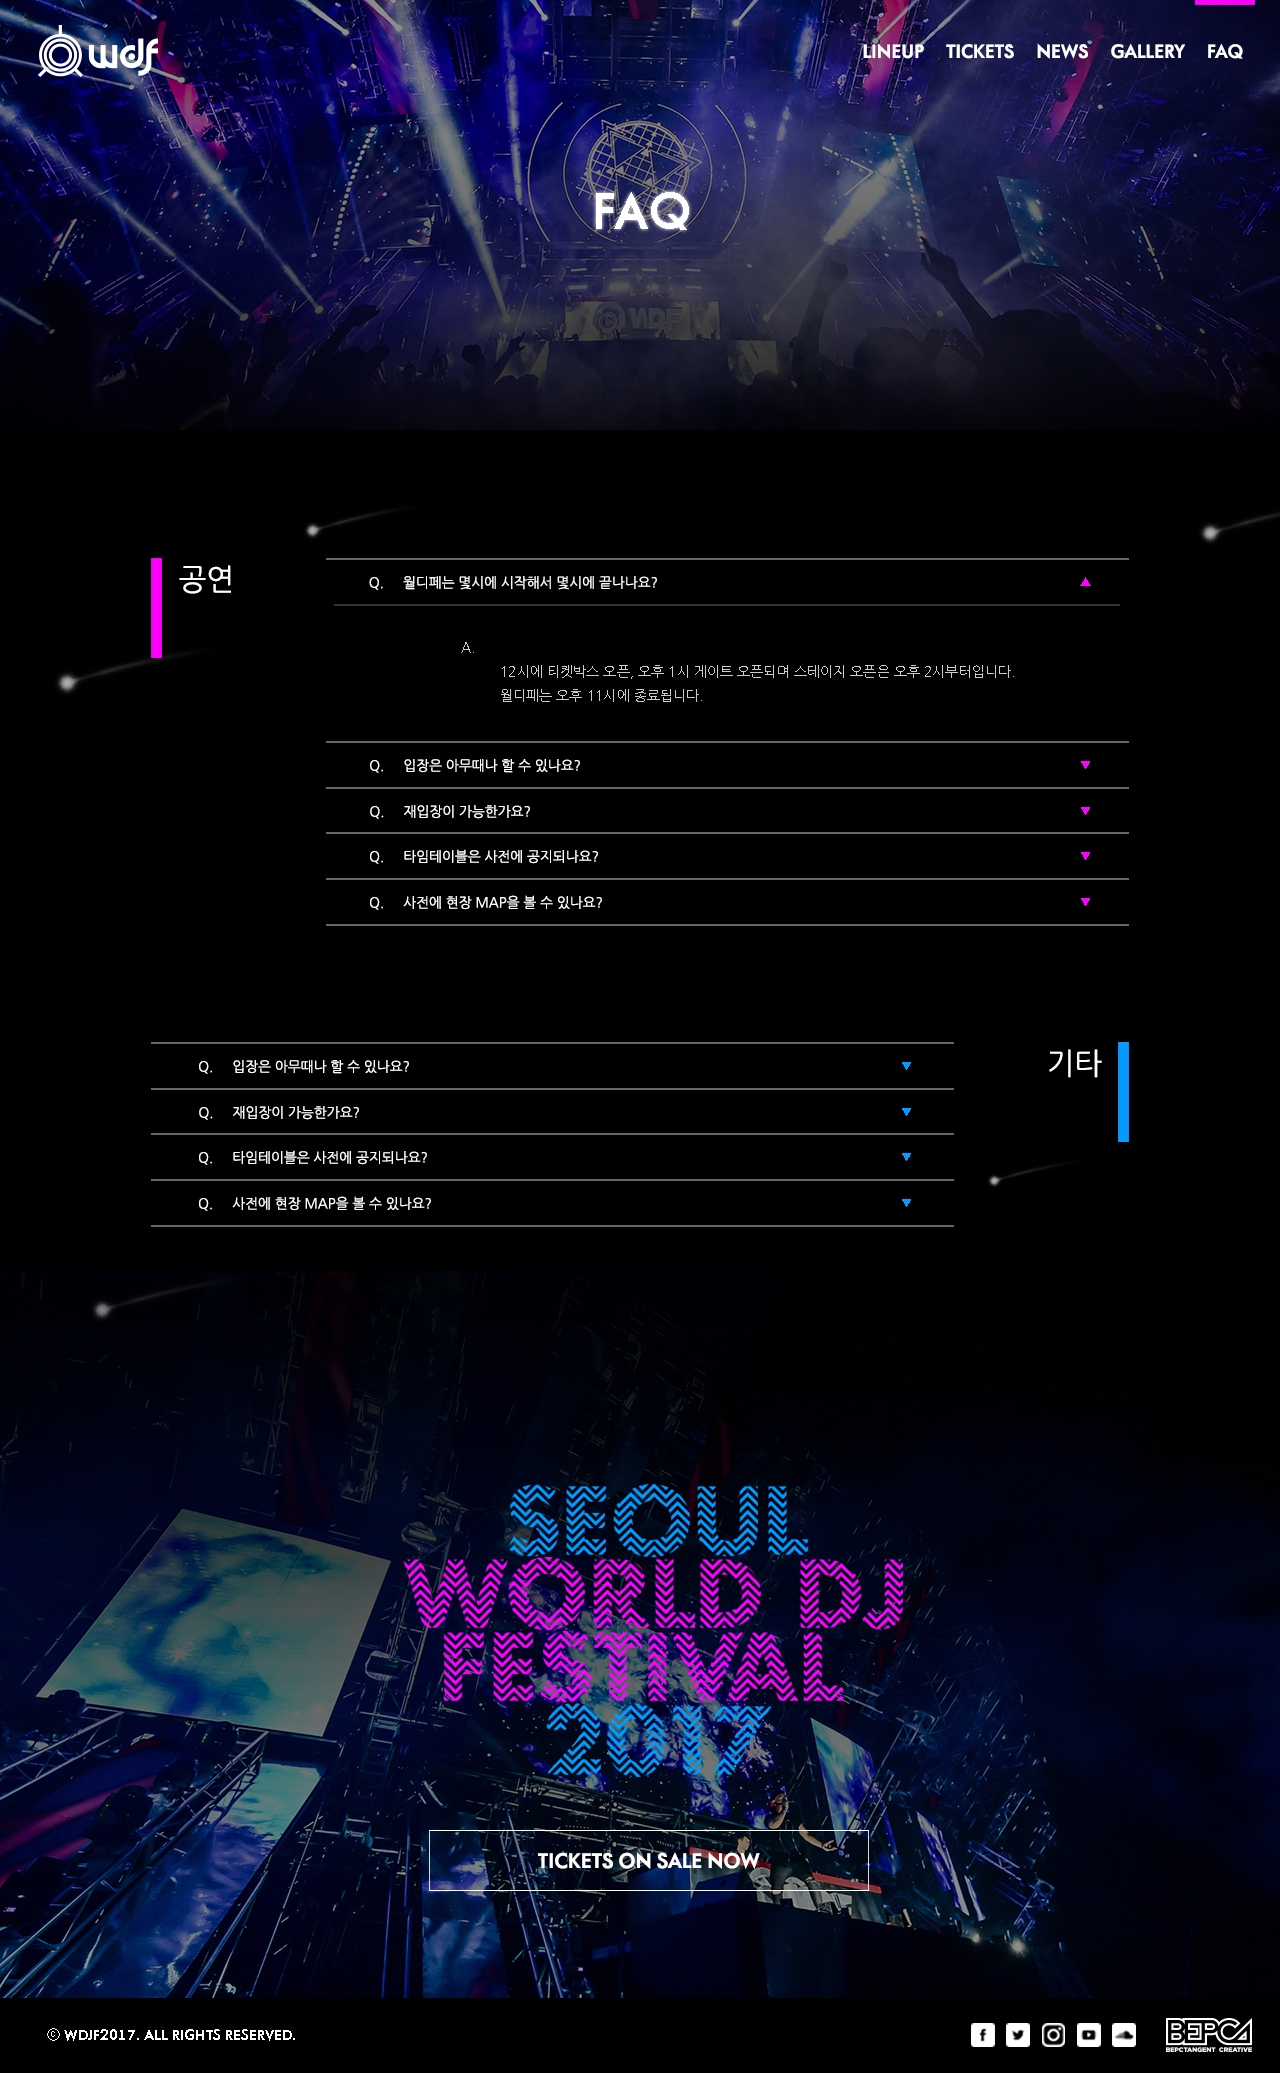 wdf
LINEUP TICKETS NEWS GALLERY FAQ
FAQ
WDF
공연
Q. 월디페는 몇시에 시작해서 몇시에 끝나나요?
A.
12시에 티켓박스 오픈, 오후 1시 게이트 오픈되며 스테이지 오픈은 오후 2시부터입니다.
월디페는 오후 11시에 종료됩니다.
Q. 입장은 아무때나 할 수 있나요?
Q. 재입장이 가능한가요?
Q. 타임테이블은 사전에 공지되나요?
Q. 사전에 현장 MAP을 볼 수 있나요?
기타
Q. 입장은 아무때나 할 수 있나요?
Q. 재입장이 가능한가요?
Q. 타임테이블은 사전에 공지되나요?
Q. 사전에 현장 MAP을 볼 수 있나요?
SEOUL
WORLD DJ
FESTIVAL
2017
TICKETS ON SALE NOW
© WDJF2017. ALL RIGHTS RESERVED.
BEPCA
BEPCTANGENT CREATIVE